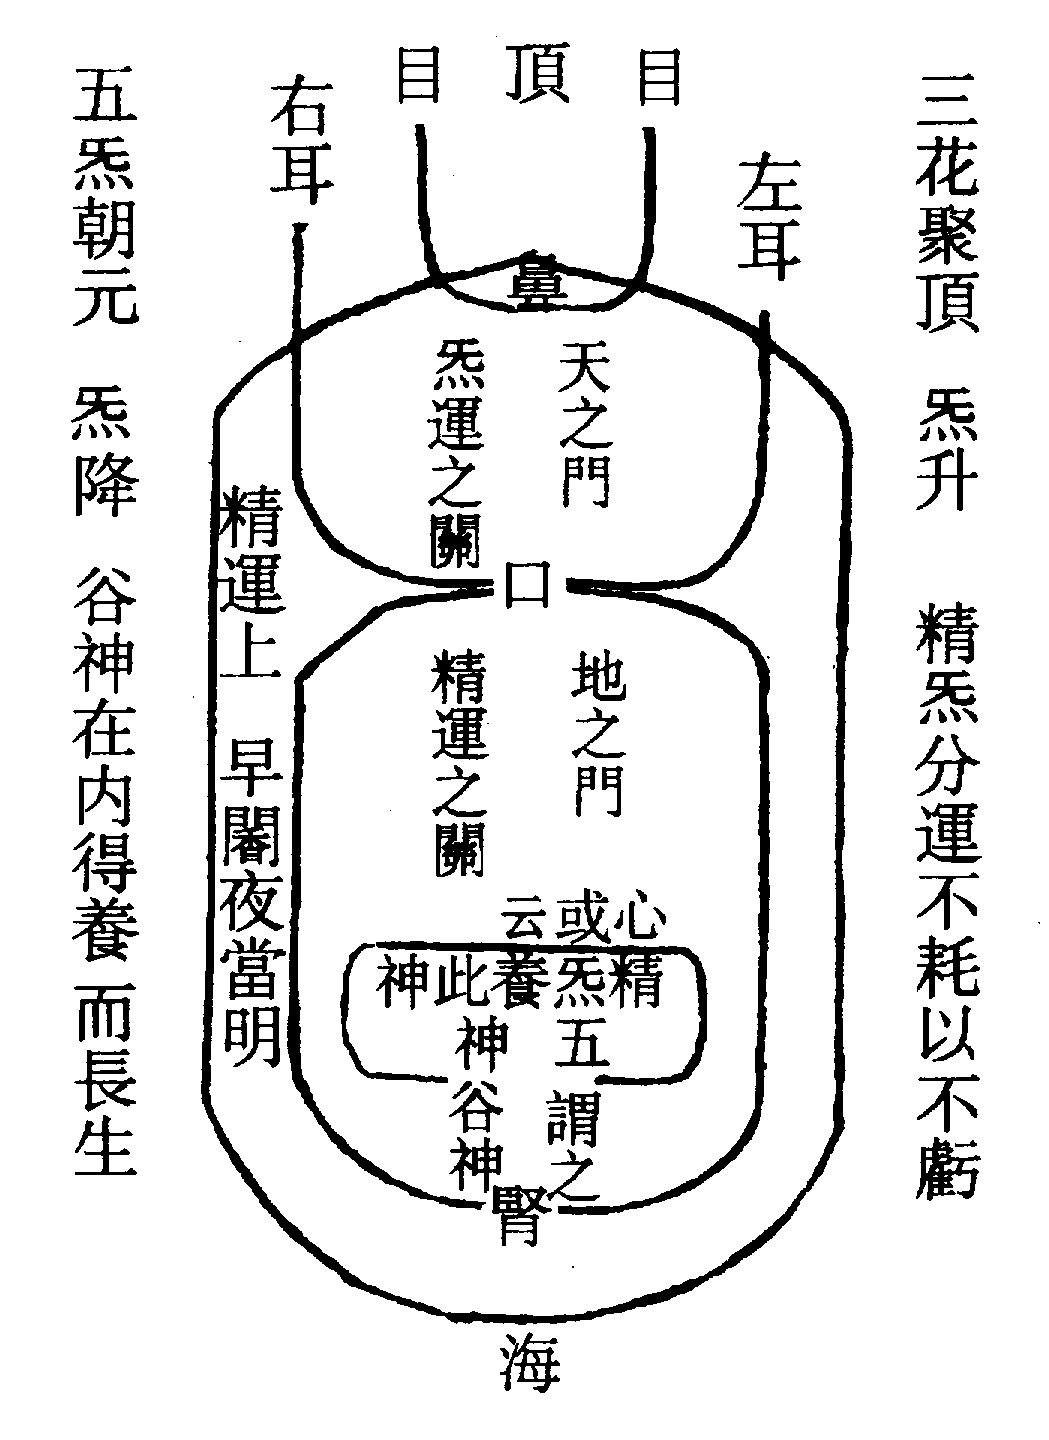 三花聚頂 炁升 精炁分運不耗以不虧
左耳
目
頂
目
右耳
鼻
天之門
炁運之關
口
地之門
精運之關
心
或云
精炁養此神
五神
謂之谷神
腎
海
精運上 早闔夜當明
五炁朝元 炁降 谷神在内得養而長生